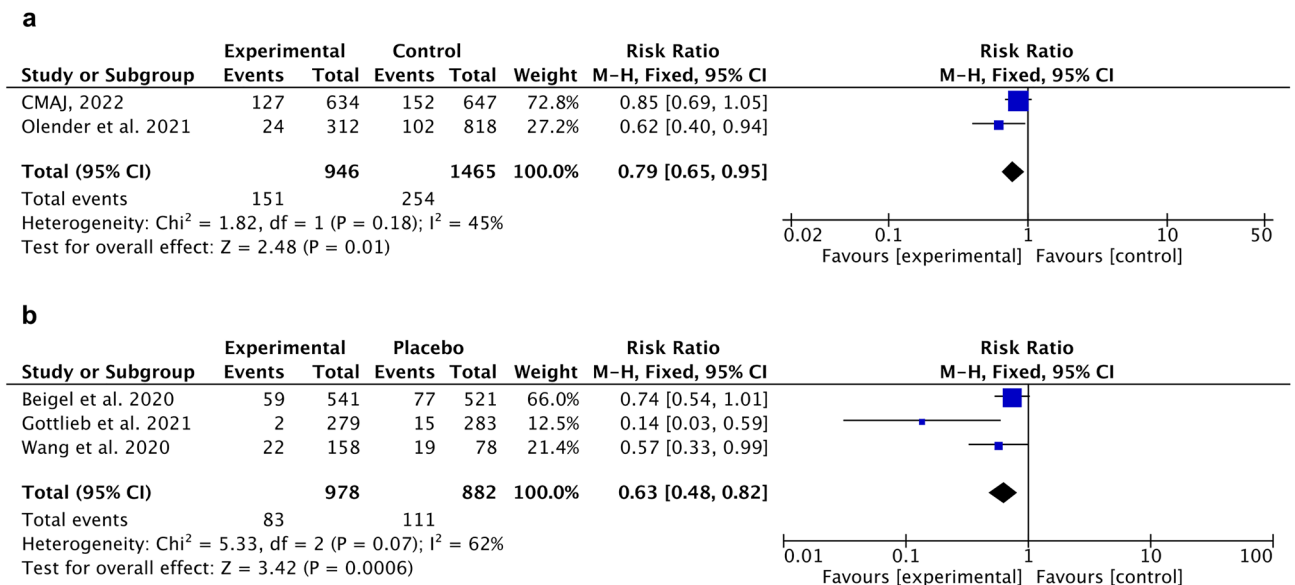 a
Experimental Control Risk Ratio Risk Ratio
Study or Subgroup Events Total Events Total Weight M-H, Fixed, 95% CI M-H, Fixed, 95% CI
CMAJ, 2022 127 634 152 647 72.8% 0.85 [0.69, 1.05]
Olender et al. 2021 24 312 102 818 27.2% 0.62 [0.40, 0.94]
Total (95% CI) 946 1465 100.0% 0.79 [0.65, 0.95]
Total events 151 254
Heterogeneity: Chi² = 1.82, df = 1 (P = 0.18); I² = 45%
Test for overall effect: Z = 2.48 (P = 0.01)
0.02 0.1 1 10 50
Favours [experimental] Favours [control]
b
Experimental Placebo Risk Ratio Risk Ratio
Study or Subgroup Events Total Events Total Weight M-H, Fixed, 95% CI M-H, Fixed, 95% CI
Beigel et al. 2020 59 541 77 521 66.0% 0.74 [0.54, 1.01]
Gottlieb et al. 2021 2 279 15 283 12.5% 0.14 [0.03, 0.59]
Wang et al. 2020 22 158 19 78 21.4% 0.57 [0.33, 0.99]
Total (95% CI) 978 882 100.0% 0.63 [0.48, 0.82]
Total events 83 111
Heterogeneity: Chi² = 5.33, df = 2 (P = 0.07); I² = 62%
Test for overall effect: Z = 3.42 (P = 0.0006)
0.01 0.1 1 10 100
Favours [experimental] Favours [control]